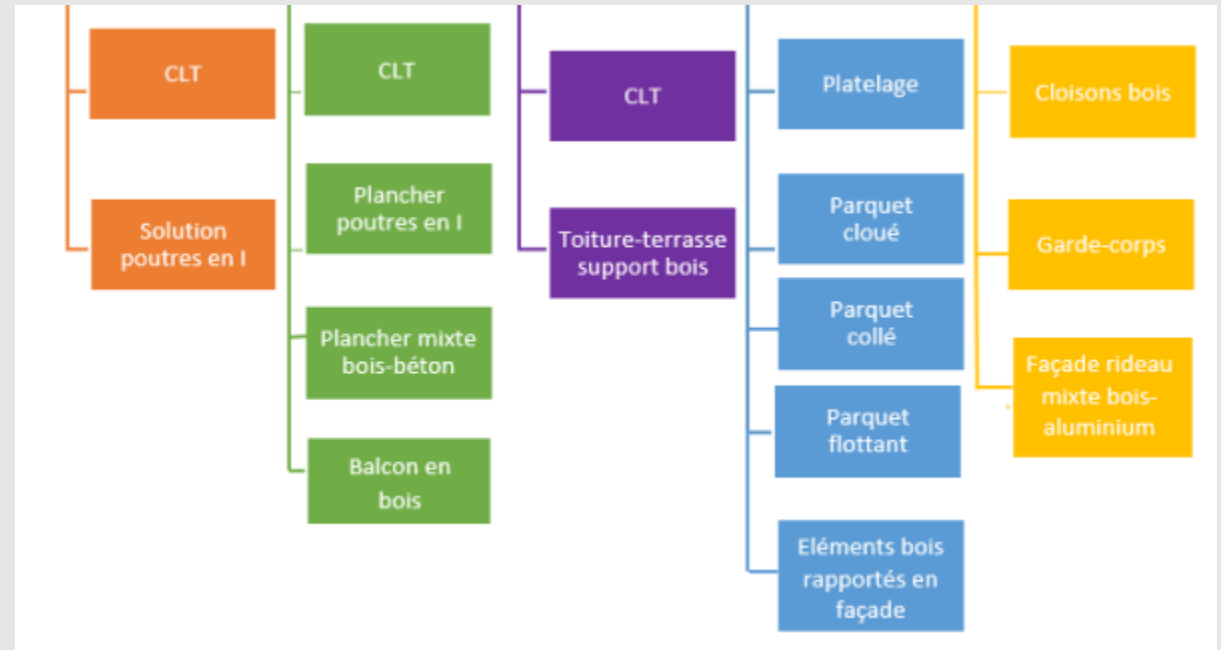 CLT
Solution
poutres en I
CLT
Plancher
poutres en I
Plancher mixte
bois-béton
Balcon en
bois
CLT
Toiture-terrasse
support bois
Platelage
Parquet
cloué
Parquet
collé
Parquet
flottant
Eléments bois
rapportés en
façade
Cloisons bois
Garde-corps
Façade rideau
mixte bois-
aluminium